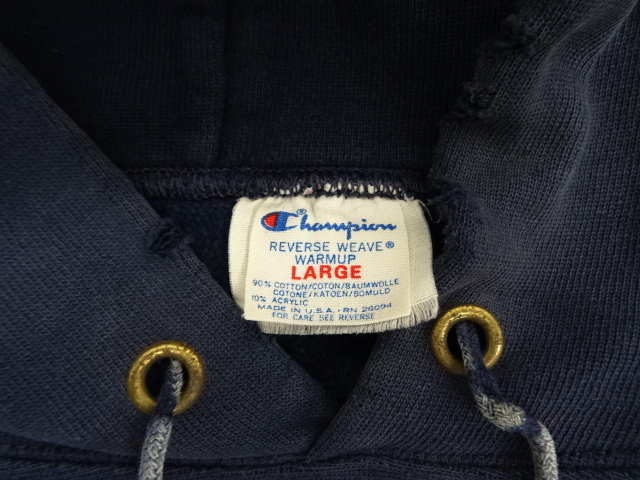 Champion®
REVERSE WEAVE®
WARMUP
LARGE
90% COTTON/COTON/BAUMWOLLE
COTONE/KATOEN/BOMULD
10% ACRYLIC
MADE IN U.S.A. · RN 26094
FOR CARE SEE REVERSE